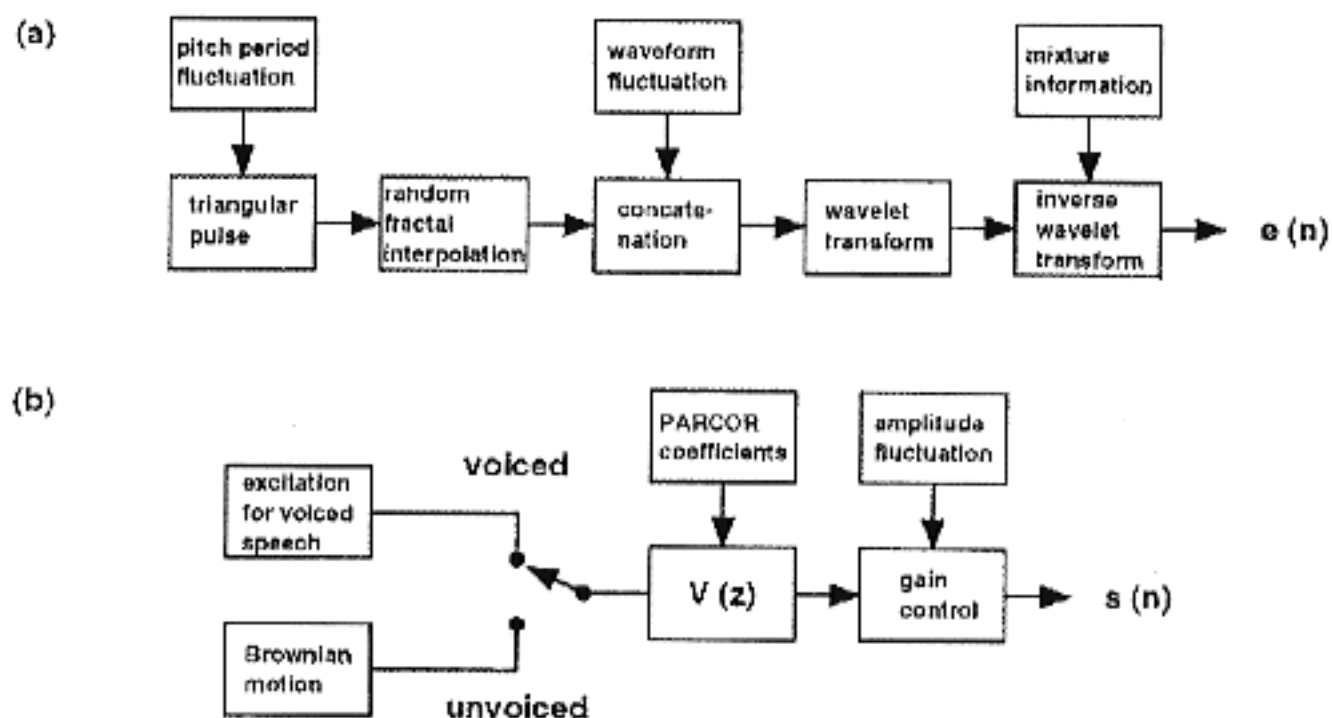 (a)
pitch period
fluctuation
waveform
fluctuation
mixture
information
triangular
pulse
random
fractal
interpolation
concate-
nation
wavelet
transform
inverse
wavelet
transform
e (n)
(b)
PARCOR
coefficients
amplitude
fluctuation
voiced
excitation
for voiced
speech
V (z)
gain
control
s (n)
Brownian
motion
unvoiced